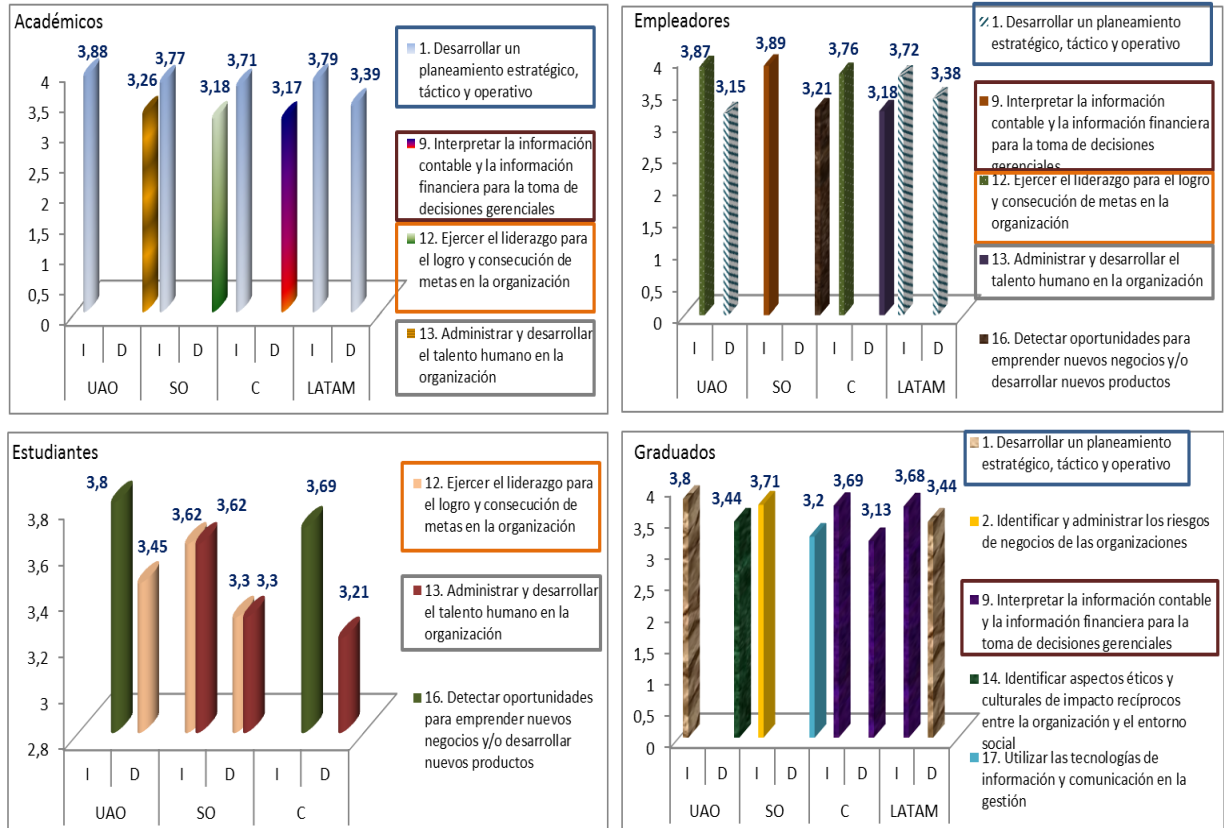 Académicos
3,88
3,26
3,77
3,18
3,71
3,17
3,79
3,39
4
3,5
3
2,5
2
1,5
1
0,5
0
I D I D I D I D
UAO SO C LATAM
1. Desarrollar un
planeamiento estratégico,
táctico y operativo
9. Interpretar la información
contable y la información
financiera para la toma de
decisiones gerenciales
12. Ejercer el liderazgo para
el logro y consecución de
metas en la organización
13. Administrar y desarrollar
el talento humano en la
organización
Empleadores
3,87
3,15
3,89
3,21
3,76
3,18
3,72
3,38
4
3,5
3
2,5
2
1,5
1
0,5
0
I D I D I D I D
UAO SO C LATAM
1. Desarrollar un planeamiento
estratégico, táctico y operativo
9. Interpretar la información
contable y la información financiera
para la toma de decisiones
gerenciales
12. Ejercer el liderazgo para el logro
y consecución de metas en la
organización
13. Administrar y desarrollar el
talento humano en la organización
16. Detectar oportunidades para
emprender nuevos negocios y/o
desarrollar nuevos productos
Estudiantes
3,8
3,45
3,62
3,62
3,3
3,3
3,69
3,21
3,8
3,6
3,4
3,2
3
2,8
I D I D I D
UAO SO C
12. Ejercer el liderazgo para
el logro y consecución de
metas en la organización
13. Administrar y desarrollar
el talento humano en la
organización
16. Detectar oportunidades
para emprender nuevos
negocios y/o desarrollar
nuevos productos
Graduados
3,8
3,44
3,71
3,2
3,69
3,13
3,68
3,44
4
3,5
3
2,5
2
1,5
1
0,5
0
I D I D I D I D
UAO SO C LATAM
1. Desarrollar un planeamiento
estratégico, táctico y operativo
2. Identificar y administrar los riesgos
de negocios de las organizaciones
9. Interpretar la información contable
y la información financiera para la
toma de decisiones gerenciales
14. Identificar aspectos éticos y
culturales de impacto recíprocos
entre la organización y el entorno
social
17. Utilizar las tecnologías de
información y comunicación en la
gestión